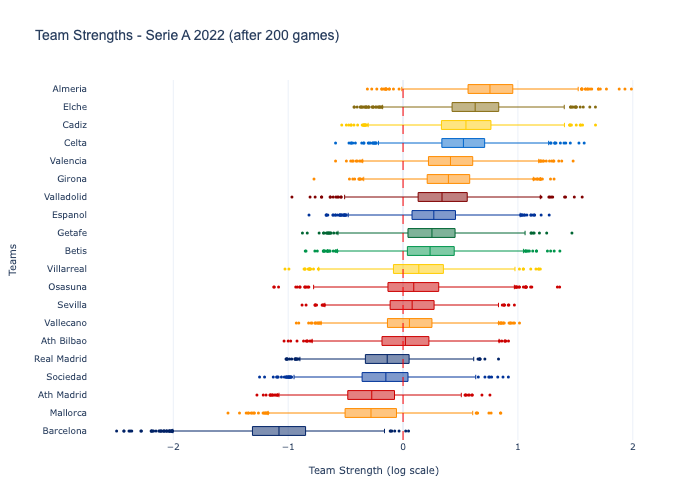 Team Strengths - Serie A 2022 (after 200 games)
Almeria
Elche
Cadiz
Celta
Valencia
Girona
Valladolid
Espanol
Getafe
Betis
Villarreal
Osasuna
Sevilla
Vallecano
Ath Bilbao
Real Madrid
Sociedad
Ath Madrid
Mallorca
Barcelona
Teams
−2
−1
0
1
2
Team Strength (log scale)